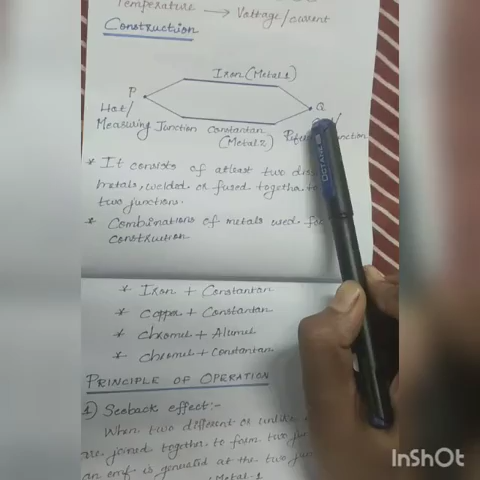 Temperature → Voltage/current
Construction
Iron (Metal 1)
P
Q
Hot/
Measuring Junction Constantan
(Metal 2)
* It consists of atleast two
metals, welded or fused together
two junctions.
* Combinations of metals used for
construction
* Iron + Constantan
* Copper + Constantan
* Chromel + Alumel
* Chromel + Constantan
PRINCIPLE OF OPERATION
1) Seeback effect:-
When two different or unlike
are joined together to form two
an emf is generated at the two
Metal-1
OCTANE
InShOt